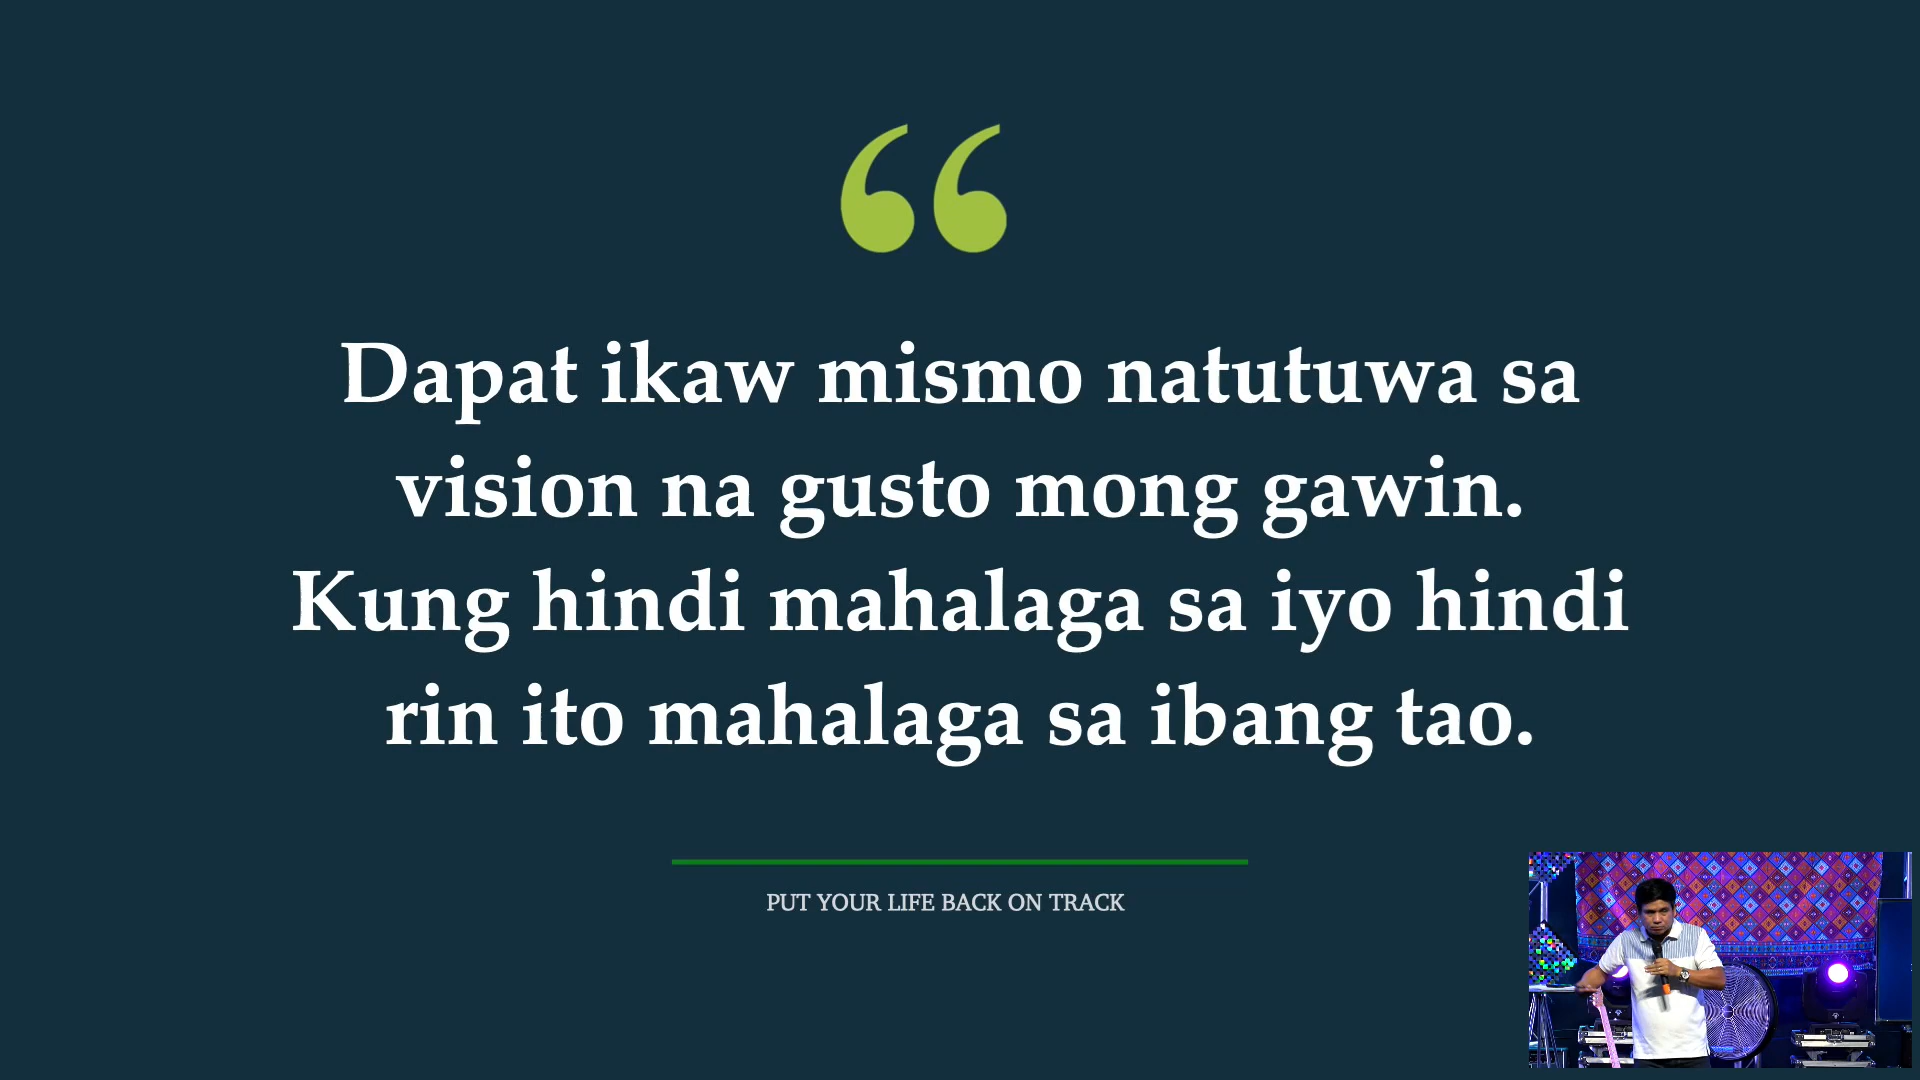 Dapat ikaw mismo natutuwa sa
vision na gusto mong gawin.
Kung hindi mahalaga sa iyo hindi
rin ito mahalaga sa ibang tao.
PUT YOUR LIFE BACK ON TRACK